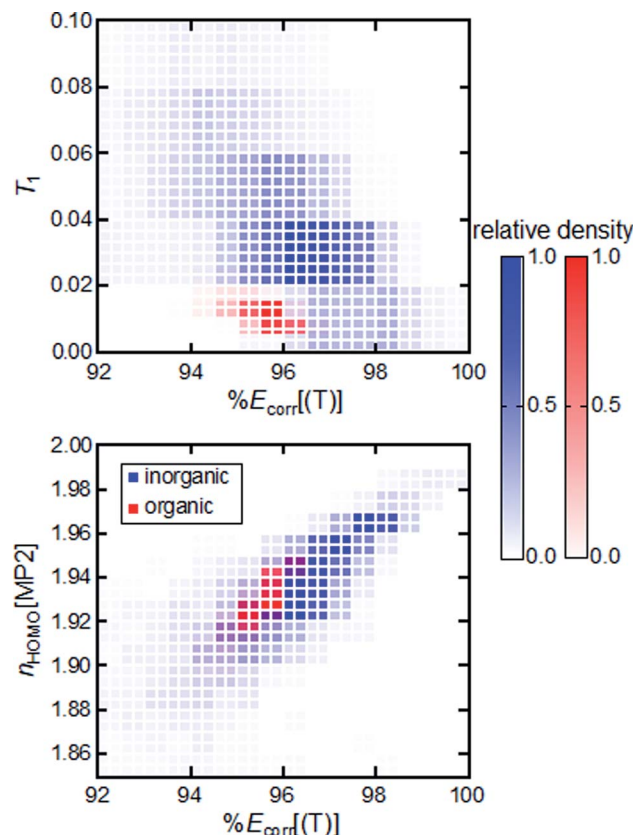 0.10
0.08
0.06
0.04
0.02
0.00
T1
92 94 96 98 100
%Ecorr[(T)]
relative density
1.0 1.0
0.5 0.5
0.0 0.0
2.00
1.98
1.96
1.94
1.92
1.90
1.88
1.86
nHOMO[MP2]
inorganic
organic
92 94 96 98 100
%Ecorr[(T)]